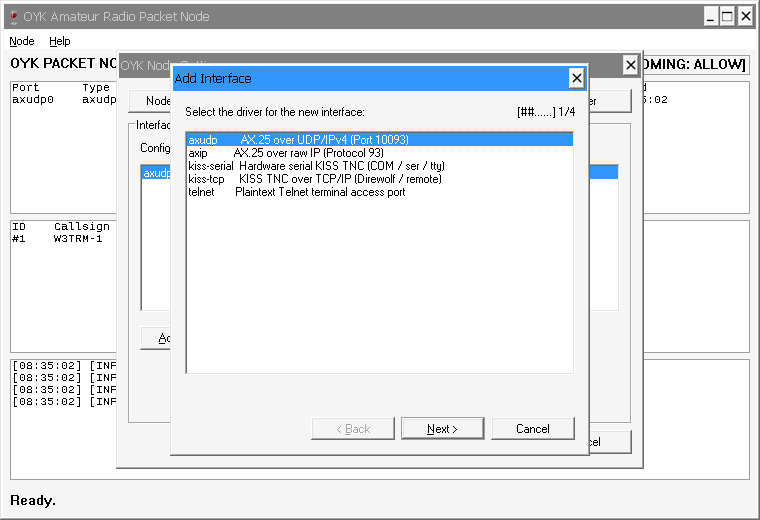 OYK Amateur Radio Packet Node
Node Help
OYK PACKET NO
OMING: ALLOW]
OYK Node
Add Interface
Select the driver for the new interface: [##......] 1/4
axudp AX.25 over UDP/IPv4 (Port 10093)
axip AX.25 over raw IP (Protocol 93)
kiss-serial Hardware serial KISS TNC (COM / ser / tty)
kiss-tcp KISS TNC over TCP/IP (Direwolf / remote)
telnet Plaintext Telnet terminal access port
< Back Next > Cancel
Port Type
axudp0 axudp
5:02
Node
er
Interfac
Config
axudp
Ad
cel
ID Callsign
#1 W3TRM-1
[08:35:02] [INF
[08:35:02] [INF
[08:35:02] [INF
[08:35:02] [INF
Ready.